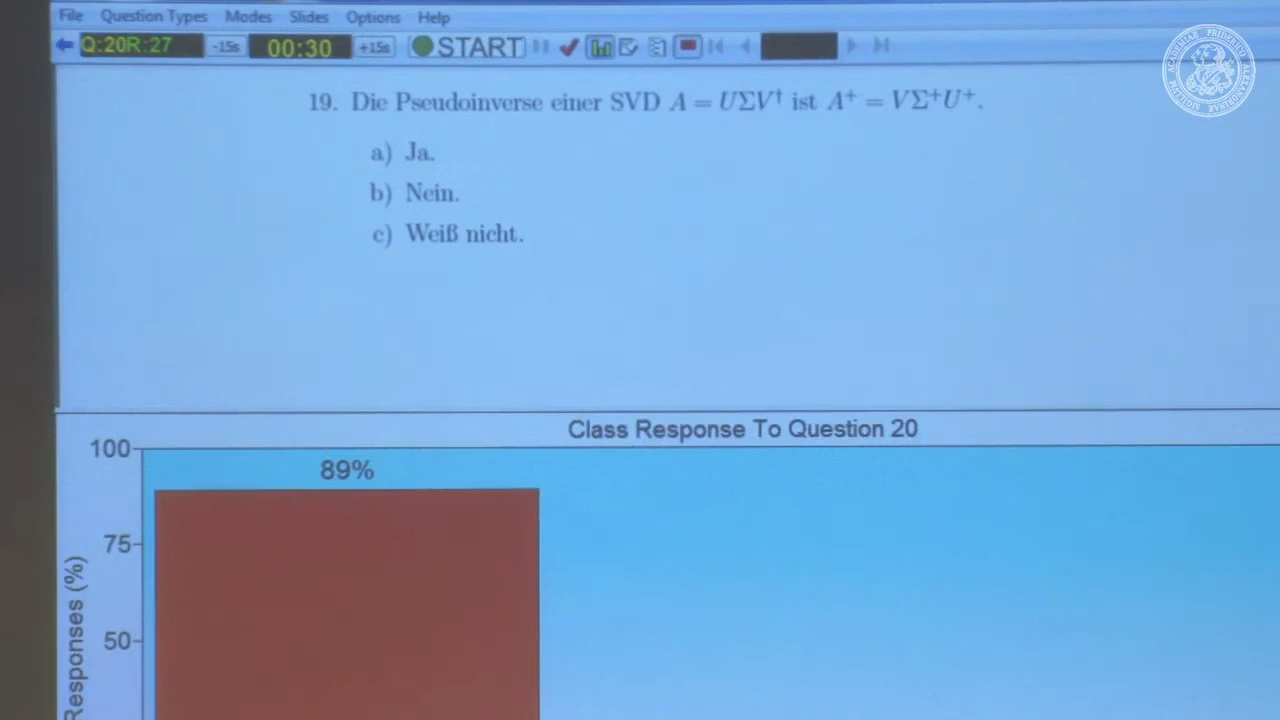 File Question Types Modes Slides Options Help
Q:20R:27 -15s 00:30 +15s START
19. Die Pseudoinverse einer SVD A = UΣV† ist A⁺ = VΣ⁺U⁺.
a) Ja.
b) Nein.
c) Weiß nicht.
Class Response To Question 20
100
89%
75
50
Responses (%)